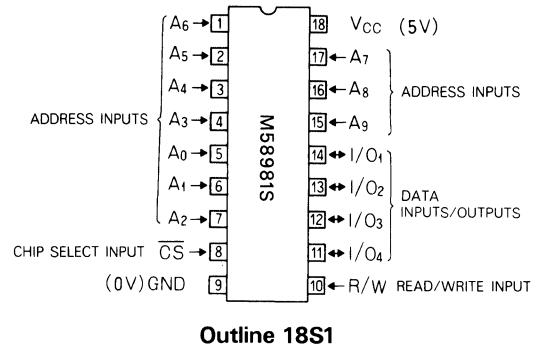 A6 1 18 VCC (5V)
A5 2 17 A7
A4 3 16 A8 ADDRESS INPUTS
ADDRESS INPUTS A3 4 15 A9
A0 5 14 I/O1
A1 6 13 I/O2 DATA
INPUTS/OUTPUTS
A2 7 12 I/O3
CHIP SELECT INPUT C̅S̅ 8 11 I/O4
(0V) GND 9 10 R/W READ/WRITE INPUT
M58981S
Outline 18S1